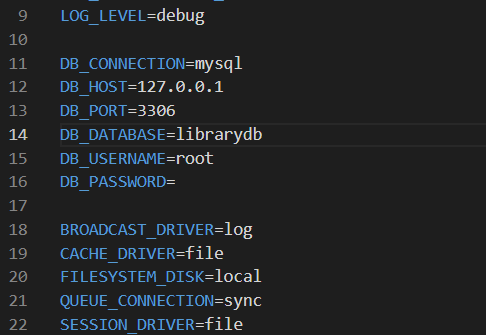 9 LOG_LEVEL=debug
10
11 DB_CONNECTION=mysql
12 DB_HOST=127.0.0.1
13 DB_PORT=3306
14 DB_DATABASE=librarydb
15 DB_USERNAME=root
16 DB_PASSWORD=
17
18 BROADCAST_DRIVER=log
19 CACHE_DRIVER=file
20 FILESYSTEM_DISK=local
21 QUEUE_CONNECTION=sync
22 SESSION_DRIVER=file